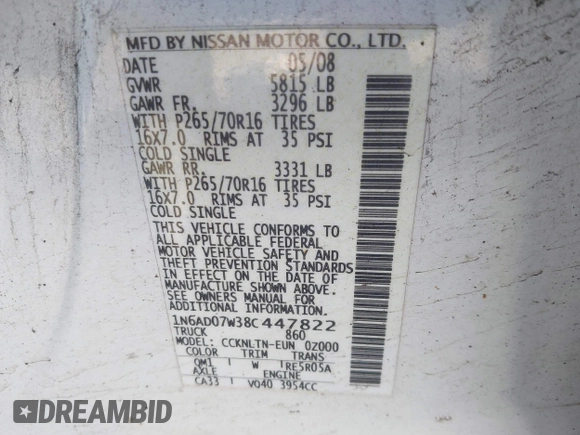 MFD BY NISSAN MOTOR CO., LTD.
DATE 05/08
GVWR 5815 LB
GAWR FR. 3296 LB
WITH P265/70R16 TIRES
16X7.0 RIMS AT 35 PSI
COLD SINGLE
GAWR RR. 3331 LB
WITH P265/70R16 TIRES
16X7.0 RIMS AT 35 PSI
COLD SINGLE
THIS VEHICLE CONFORMS TO
ALL APPLICABLE FEDERAL
MOTOR VEHICLE SAFETY AND
THEFT PREVENTION STANDARDS
IN EFFECT ON THE DATE OF
MANUFACTURE SHOWN ABOVE.
SEE OWNERS MANUAL FOR
ADDITIONAL INFORMATION.
1N6AD07W38C447822
TRUCK 860
MODEL: CCKNLTN-EUN 0Z000
COLOR TRIM TRANS
QM1 W RE5R05A
AXLE ENGINE
CA33 VQ40 3954CC
DREAMBID
DREAMBID